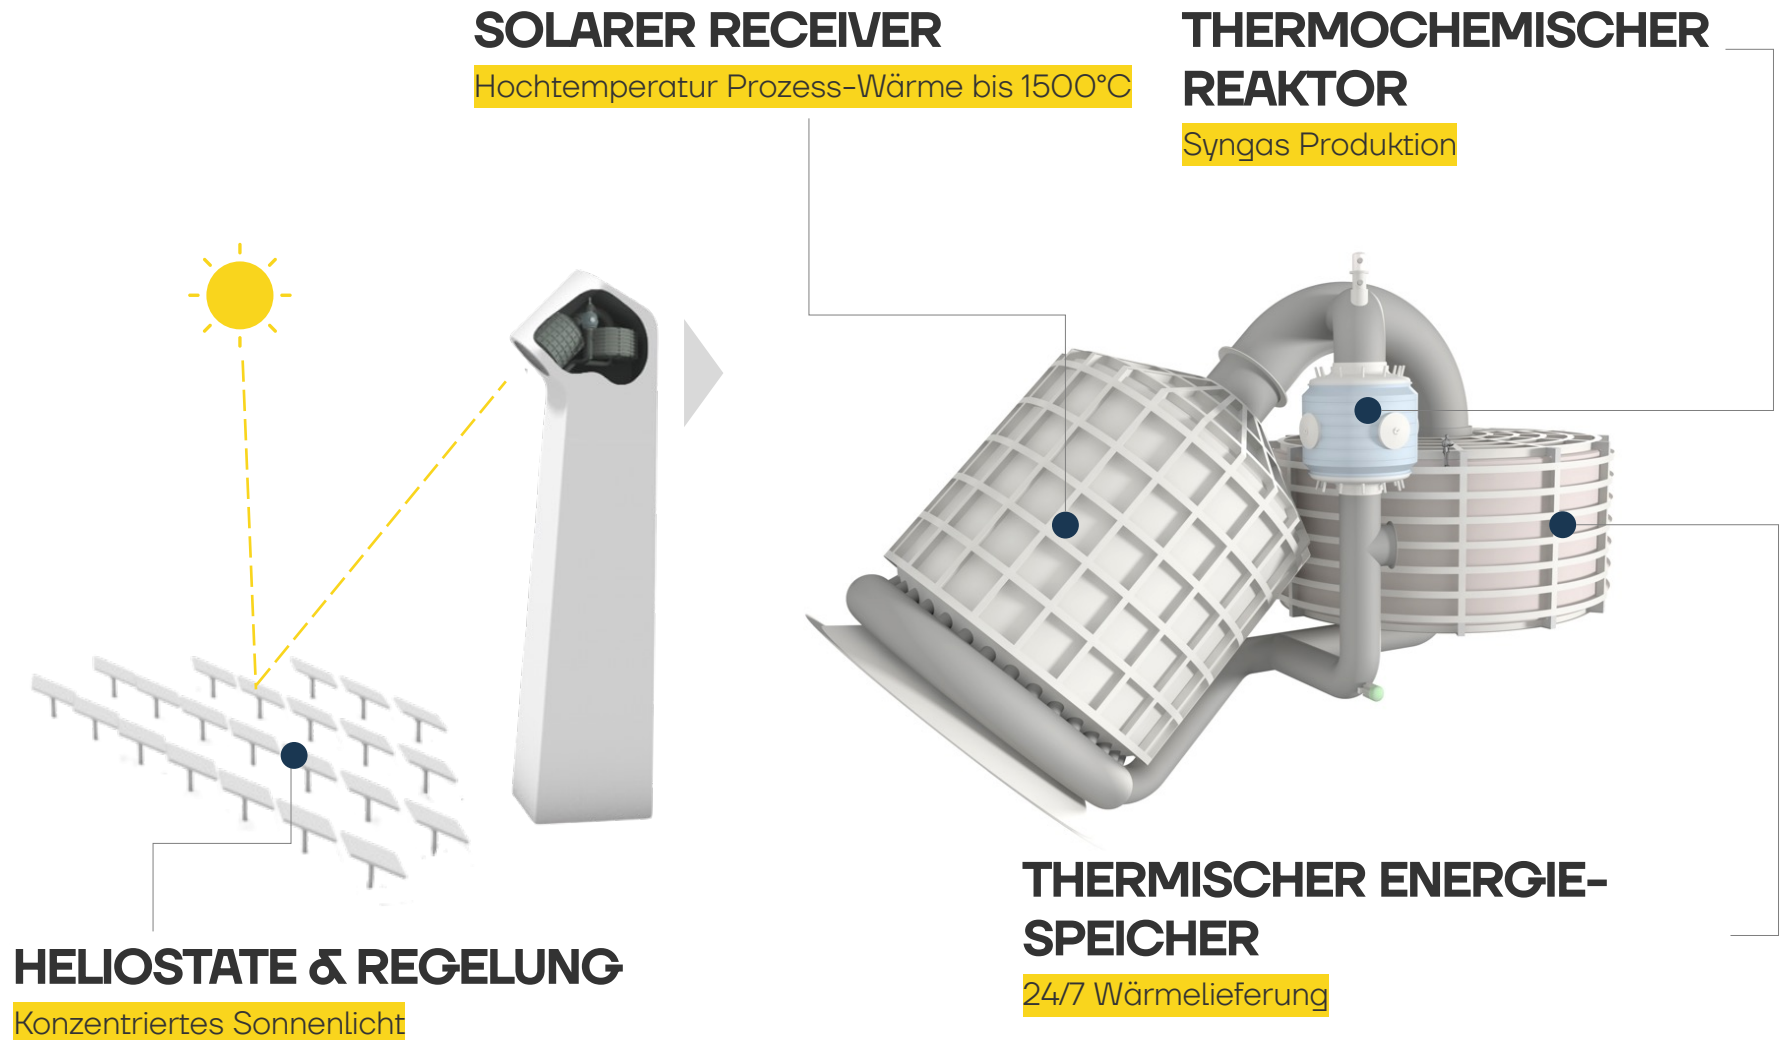 SOLARER RECEIVER
Hochtemperatur Prozess-Wärme bis 1500°C
THERMOCHEMISCHER
REAKTOR
Syngas Produktion
THERMISCHER ENERGIE-
SPEICHER
24/7 Wärmelieferung
HELIOSTATE & REGELUNG
Konzentriertes Sonnenlicht